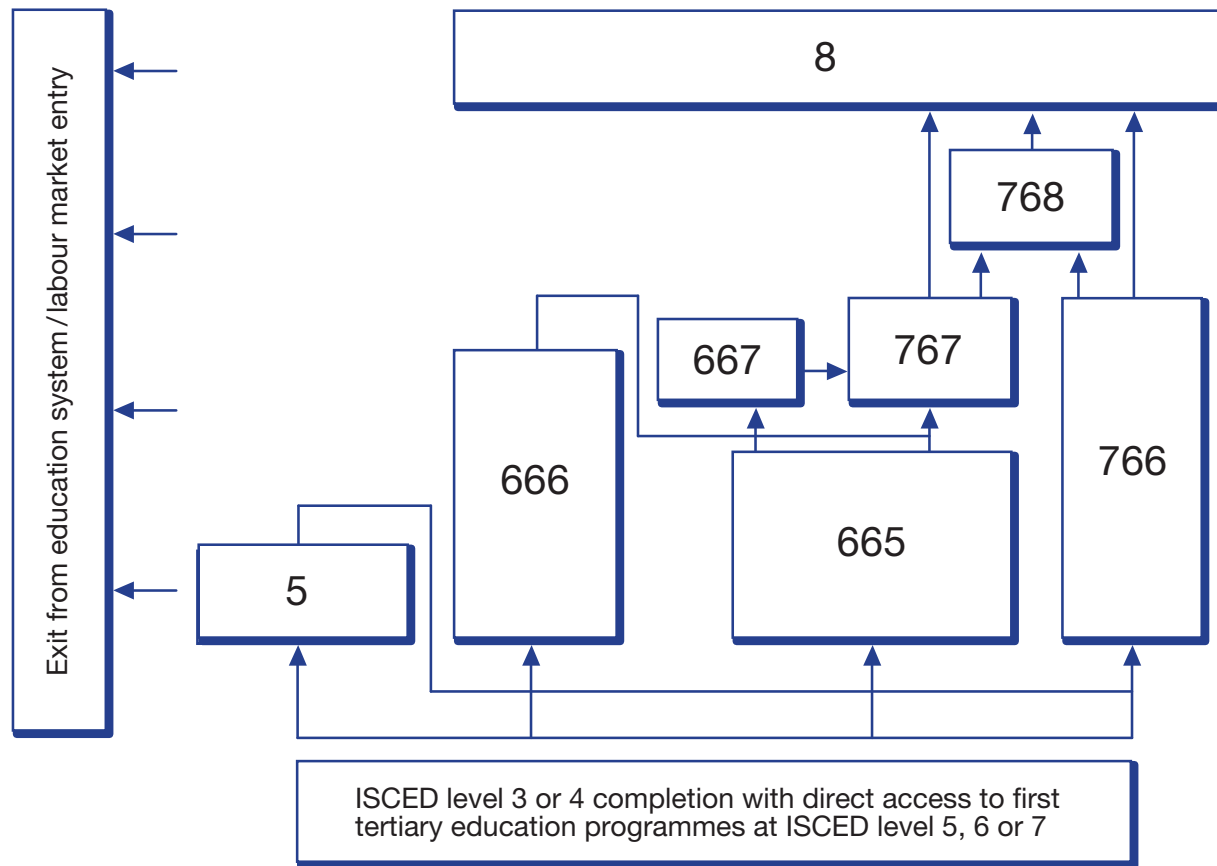 Exit from education system/labour market entry
8
768
667
767
666
766
665
5
ISCED level 3 or 4 completion with direct access to first
tertiary education programmes at ISCED level 5, 6 or 7